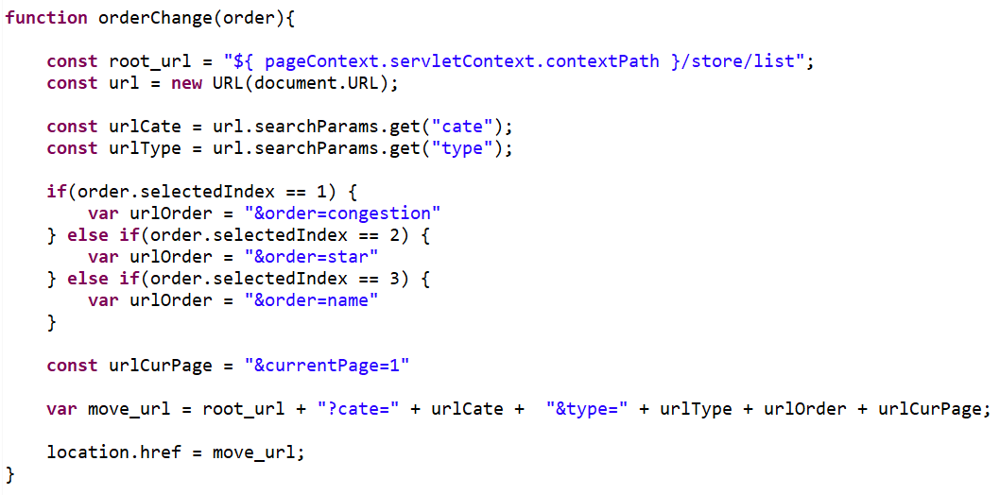 function orderChange(order){
const root_url = "${ pageContext.servletContext.contextPath }/store/list";
const url = new URL(document.URL);
const urlCate = url.searchParams.get("cate");
const urlType = url.searchParams.get("type");
if(order.selectedIndex == 1) {
var urlOrder = "&order=congestion"
} else if(order.selectedIndex == 2) {
var urlOrder = "&order=star"
} else if(order.selectedIndex == 3) {
var urlOrder = "&order=name"
}
const urlCurPage = "&currentPage=1"
var move_url = root_url + "?cate=" + urlCate +  "&type=" + urlType + urlOrder + urlCurPage;
location.href = move_url;
}